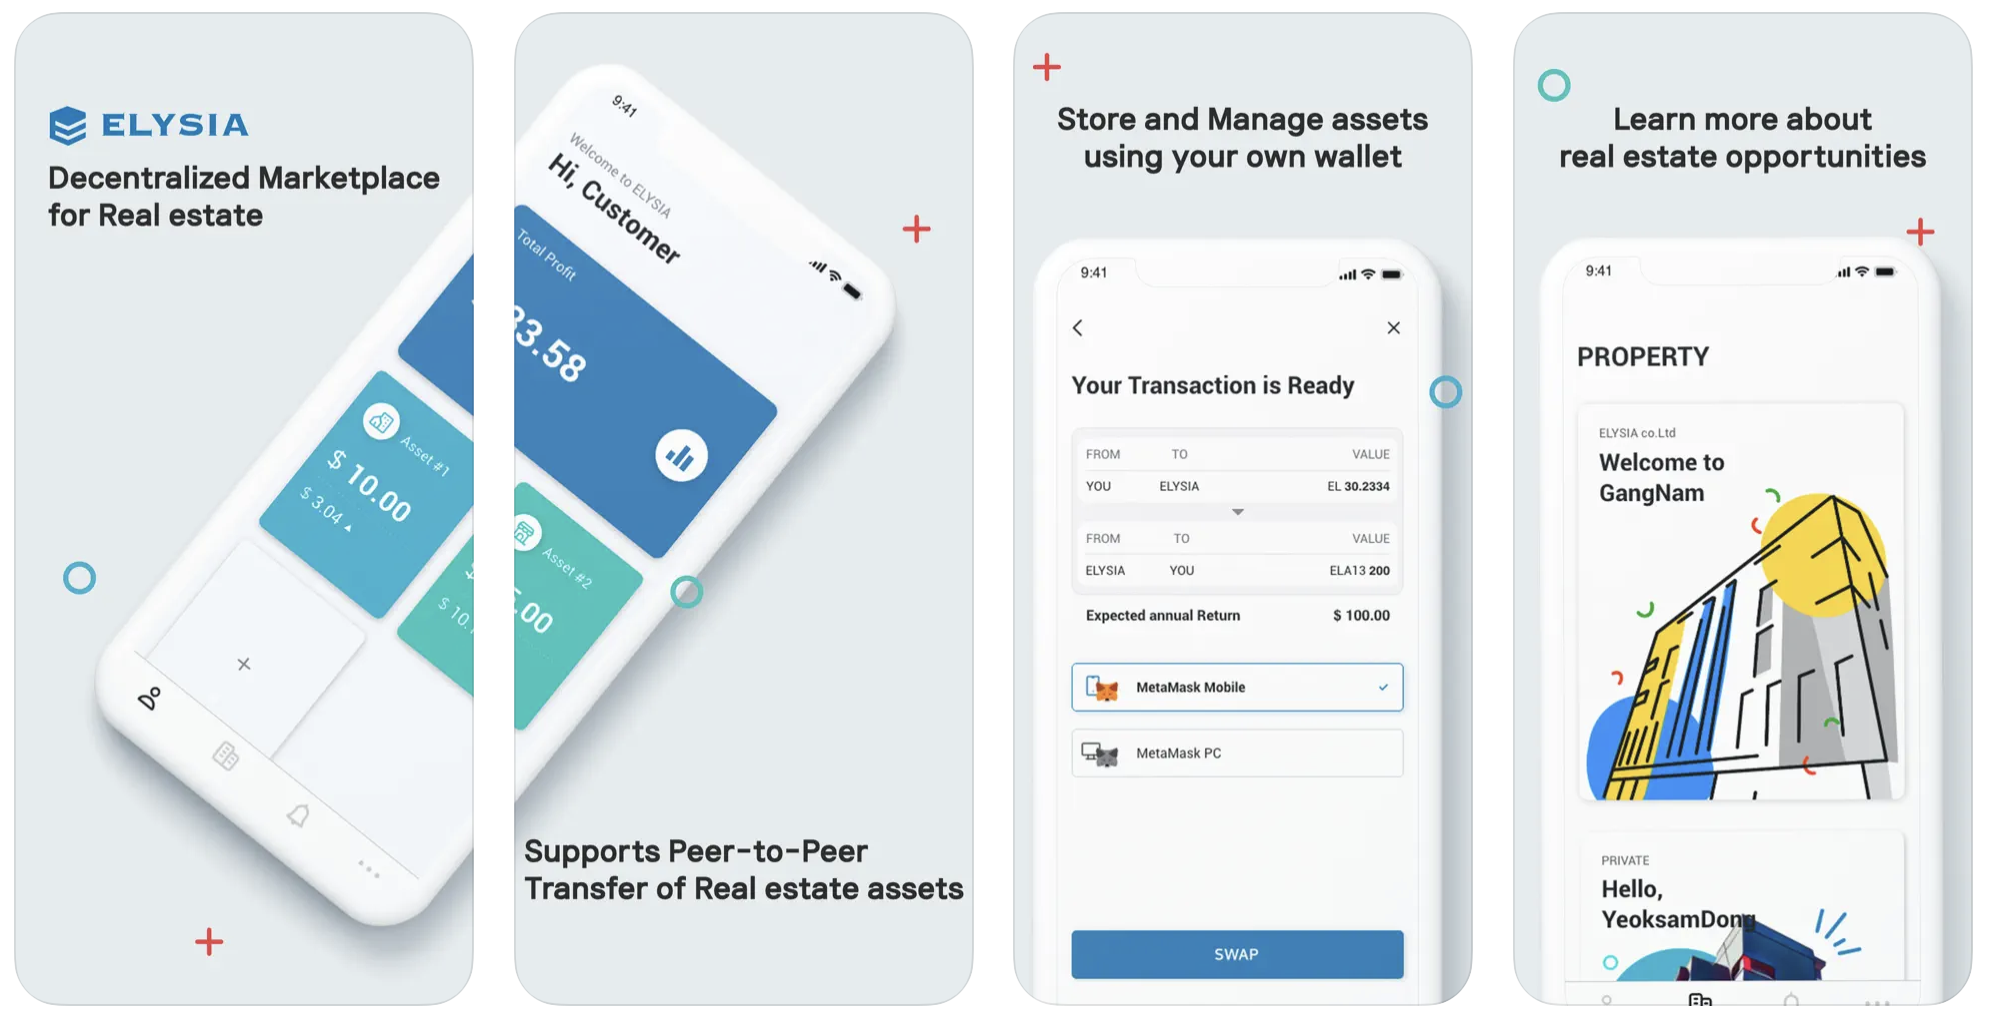 ELYSIA
Decentralized Marketplace
for Real estate
Asset #1
$ 10.00
$ 3.04 ▲
$ 10.
9:41
Welcome to ELYSIA
Hi, Customer
Total Profit
33.58
Asset #2
.00
Supports Peer-to-Peer
Transfer of Real estate assets
Store and Manage assets
using your own wallet
9:41
Your Transaction is Ready
FROM TO VALUE
YOU ELYSIA EL 30.2334
FROM TO VALUE
ELYSIA YOU ELA13 200
Expected annual Return $ 100.00
MetaMask Mobile
MetaMask PC
SWAP
Learn more about
real estate opportunities
9:41
PROPERTY
ELYSIA co.Ltd
Welcome to
GangNam
PRIVATE
Hello,
YeoksamDong